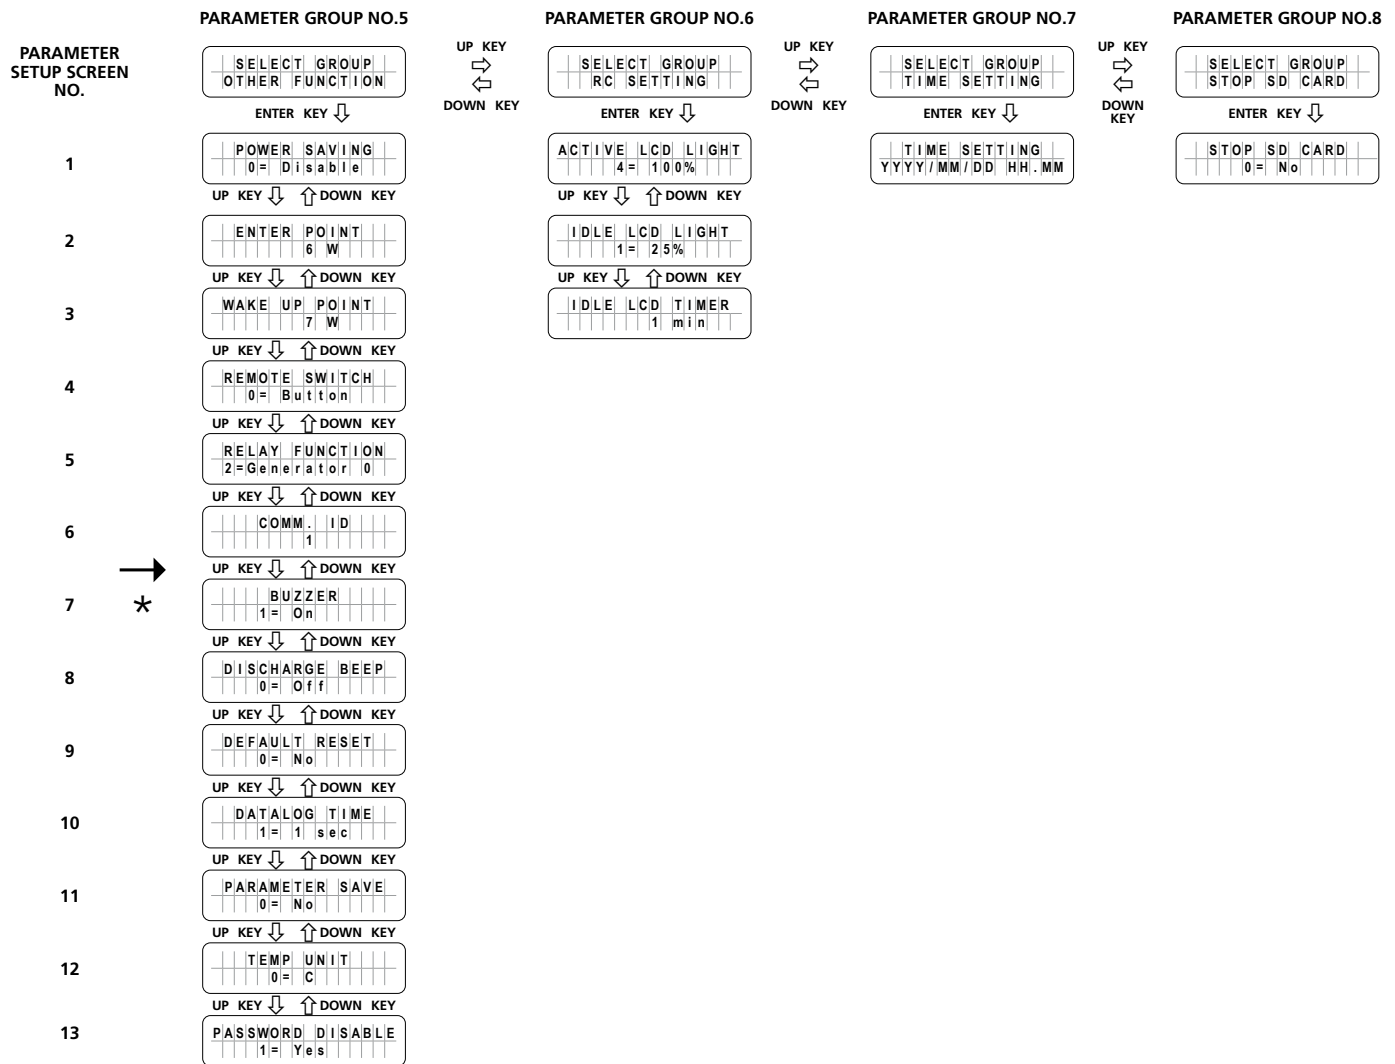 PARAMETER GROUP NO.5 PARAMETER GROUP NO.6 PARAMETER GROUP NO.7 PARAMETER GROUP NO.8
PARAMETER
SETUP SCREEN
NO.
SELECT GROUP
OTHER FUNCTION
UP KEY
DOWN KEY
SELECT GROUP
RC SETTING
UP KEY
DOWN KEY
SELECT GROUP
TIME SETTING
UP KEY
DOWN
KEY
SELECT GROUP
STOP SD CARD
ENTER KEY ENTER KEY ENTER KEY ENTER KEY
1
POWER SAVING
0= Disable
ACTIVE LCD LIGHT
4= 100%
TIME SETTING
YYYY/MM/DD HH.MM
STOP SD CARD
0= No
UP KEY DOWN KEY UP KEY DOWN KEY
2
ENTER POINT
6 W
IDLE LCD LIGHT
1= 25%
UP KEY DOWN KEY UP KEY DOWN KEY
3
WAKE UP POINT
7 W
IDLE LCD TIMER
1 min
UP KEY DOWN KEY
4
REMOTE SWITCH
0= Button
UP KEY DOWN KEY
5
RELAY FUNCTION
2=Generator 0
UP KEY DOWN KEY
6
COMM. ID
1
UP KEY DOWN KEY
7 *
BUZZER
1= On
UP KEY DOWN KEY
8
DISCHARGE BEEP
0= Off
UP KEY DOWN KEY
9
DEFAULT RESET
0= No
UP KEY DOWN KEY
10
DATALOG TIME
1= 1 sec
UP KEY DOWN KEY
11
PARAMETER SAVE
0= No
UP KEY DOWN KEY
12
TEMP UNIT
0= C
UP KEY DOWN KEY
13
PASSWORD DISABLE
1= Yes